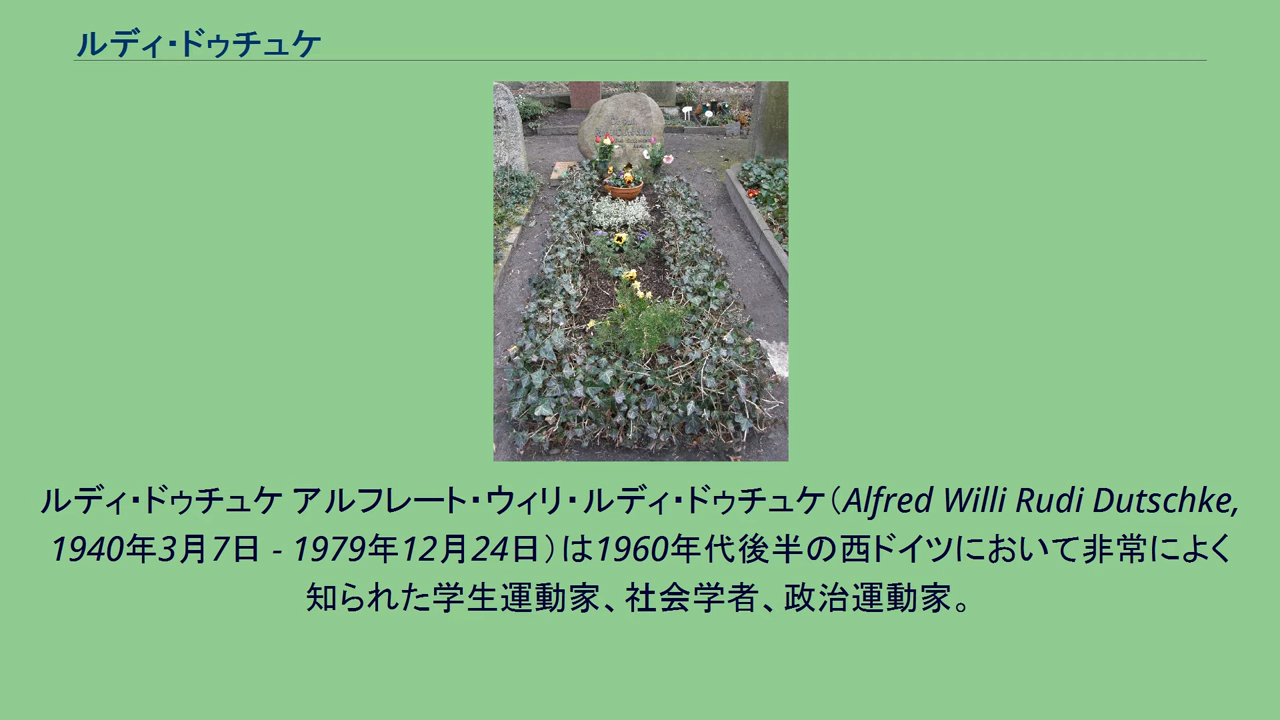 ルディ・ドゥチュケ
ルディ・ドゥチュケ アルフレート・ウィリ・ルディ・ドゥチュケ（Alfred Willi Rudi Dutschke,
1940年3月7日 - 1979年12月24日）は1960年代後半の西ドイツにおいて非常によく
知られた学生運動家、社会学者、政治運動家。